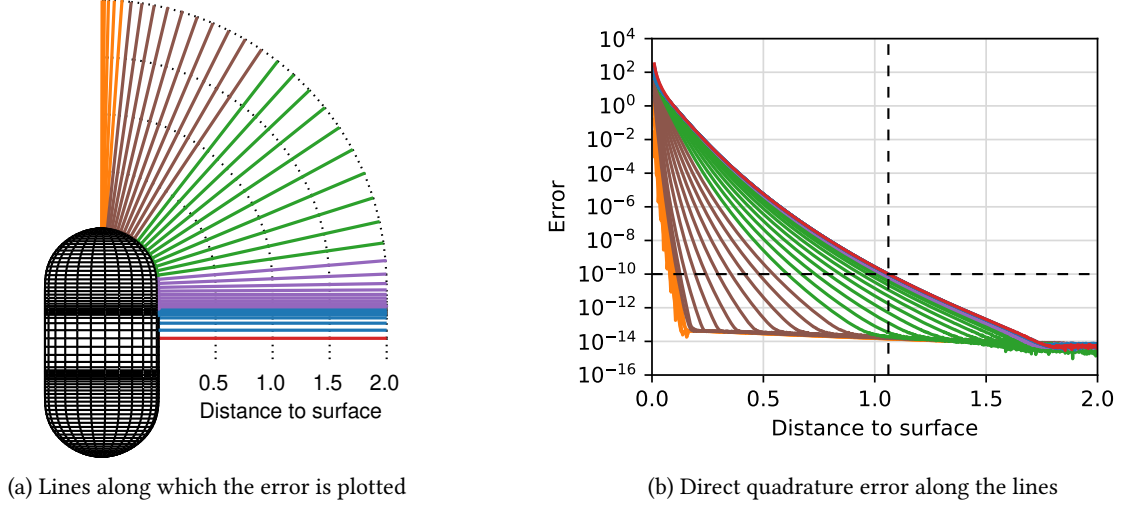 0.5 1.0 1.5 2.0
Distance to surface
(a) Lines along which the error is plotted
10^4
10^2
10^0
10^−2
10^−4
10^−6
10^−8
10^−10
10^−12
10^−14
10^−16
Error
0.0 0.5 1.0 1.5 2.0
Distance to surface
(b) Direct quadrature error along the lines